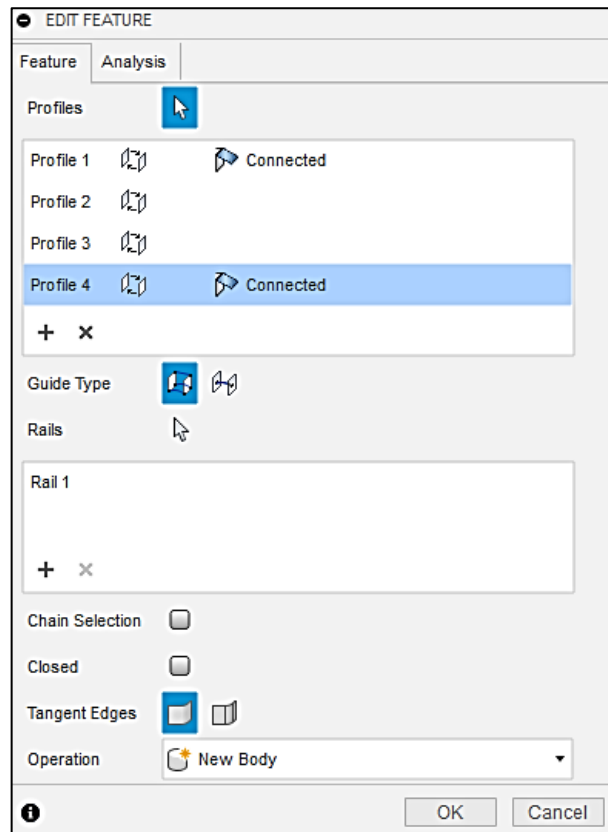 EDIT FEATURE
Feature Analysis
Profiles
Profile 1 Connected
Profile 2
Profile 3
Profile 4 Connected
Guide Type
Rails
Rail 1
Chain Selection
Closed
Tangent Edges
Operation New Body
OK Cancel